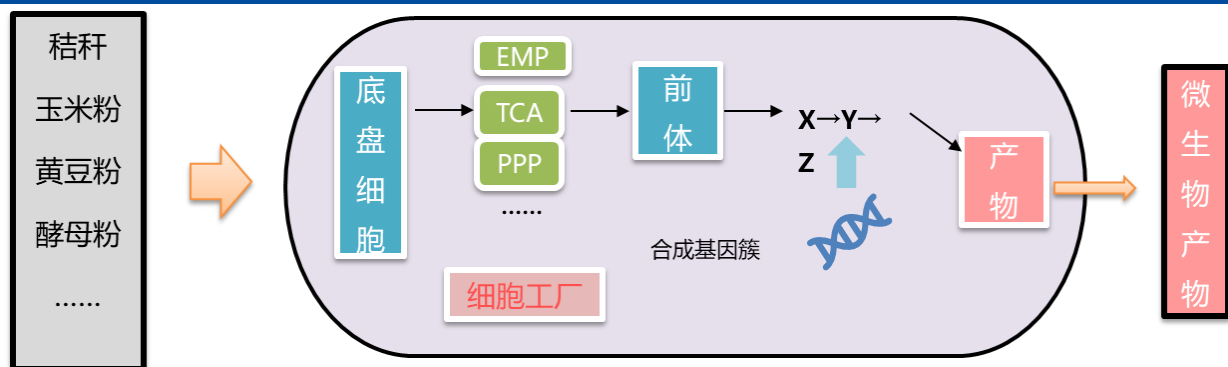 秸秆
玉米粉
黄豆粉
酵母粉
......
底盘细胞
EMP
TCA
PPP
......
前体
X→Y→
Z
合成基因簇
细胞工厂
产物
微生物产物